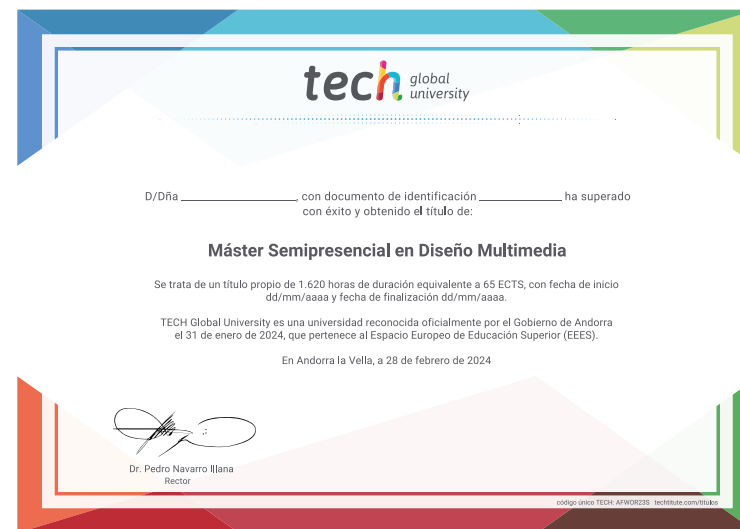 tech global university
D/Dña ______________, con documento de identificación ______________ ha superado
con éxito y obtenido el título de:
Máster Semipresencial en Diseño Multimedia
Se trata de un título propio de 1.620 horas de duración equivalente a 65 ECTS, con fecha de inicio
dd/mm/aaaa y fecha de finalización dd/mm/aaaa.
TECH Global University es una universidad reconocida oficialmente por el Gobierno de Andorra
el 31 de enero de 2024, que pertenece al Espacio Europeo de Educación Superior (EEES).
En Andorra la Vella, a 28 de febrero de 2024
Dr. Pedro Navarro Illana
Rector
código único TECH: AFWOR23S techtitute.com/titulos